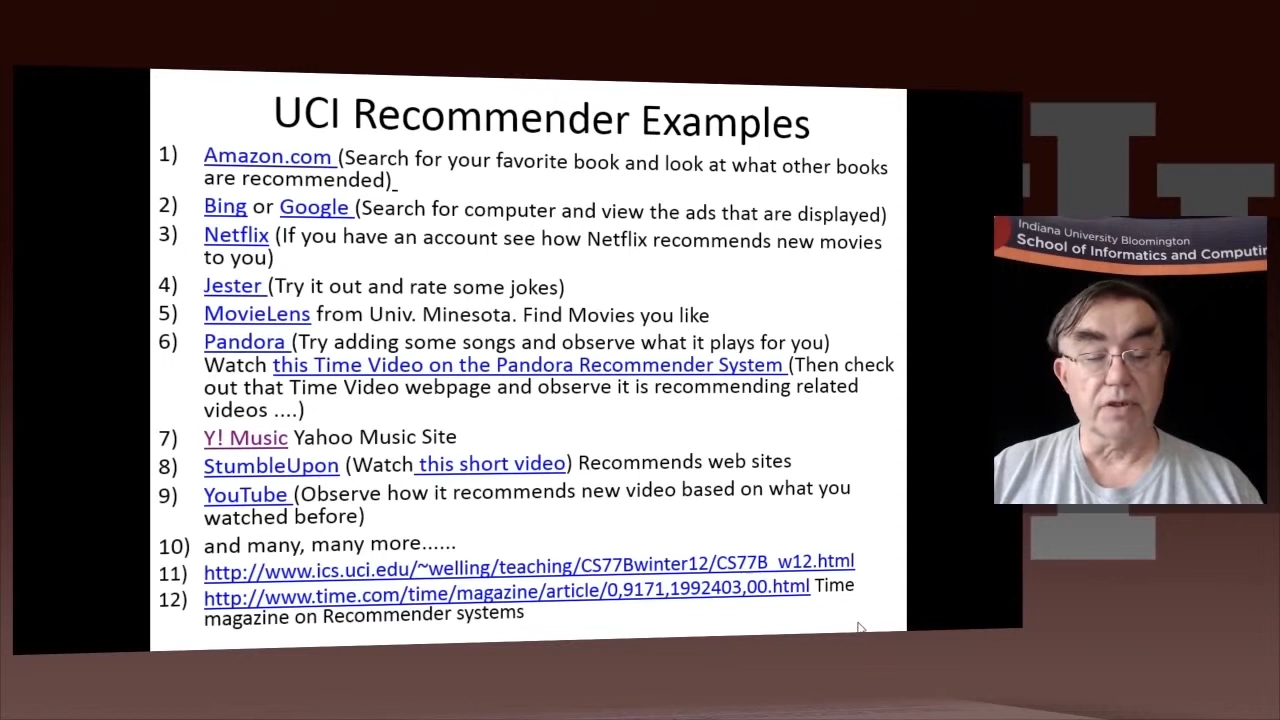 UCI Recommender Examples
1) Amazon.com (Search for your favorite book and look at what other books
are recommended)
2) Bing or Google (Search for computer and view the ads that are displayed)
3) Netflix (If you have an account see how Netflix recommends new movies
to you)
4) Jester (Try it out and rate some jokes)
5) MovieLens from Univ. Minesota. Find Movies you like
6) Pandora (Try adding some songs and observe what it plays for you)
Watch this Time Video on the Pandora Recommender System (Then check
out that Time Video webpage and observe it is recommending related
videos ....)
7) Y! Music Yahoo Music Site
8) StumbleUpon (Watch this short video) Recommends web sites
9) YouTube (Observe how it recommends new video based on what you
watched before)
10) and many, many more......
11) http://www.ics.uci.edu/~welling/teaching/CS77Bwinter12/CS77B_w12.html
12) http://www.time.com/time/magazine/article/0,9171,1992403,00.html Time
magazine on Recommender systems
Indiana University Bloomington
School of Informatics and Computin